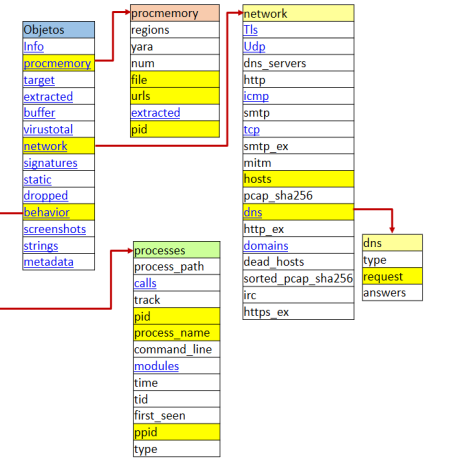 Objetos
Info
procmemory
target
extracted
buffer
virustotal
network
signatures
static
dropped
behavior
screenshots
strings
metadata
procmemory
regions
yara
num
file
urls
extracted
pid
network
Tls
Udp
dns_servers
http
icmp
smtp
tcp
smtp_ex
mitm
hosts
pcap_sha256
dns
http_ex
domains
dead_hosts
sorted_pcap_sha256
irc
https_ex
dns
type
request
answers
processes
process_path
calls
track
pid
process_name
command_line
modules
time
tid
first_seen
ppid
type